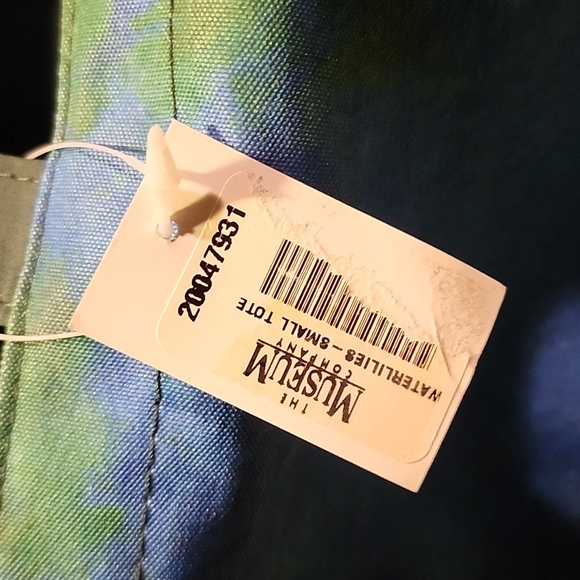 THE
MUSEUM
COMPANY
WATERLILIES-SMALL TOTE
20047931